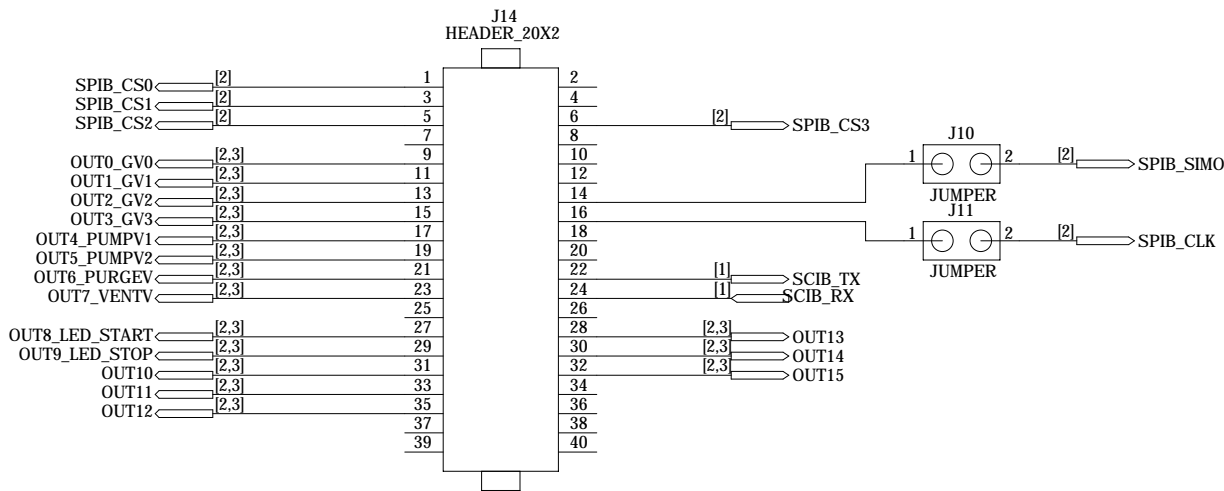 J14
HEADER_20X2
SPIB_CS0 [2] 1 2
SPIB_CS1 [2] 3 4
SPIB_CS2 [2] 5 6 [2] SPIB_CS3
7 8
J10
OUT0_GV0 [2,3] 9 10 1 2 [2] SPIB_SIMO
OUT1_GV1 [2,3] 11 12
JUMPER
OUT2_GV2 [2,3] 13 14
J11
OUT3_GV3 [2,3] 15 16
OUT4_PUMPV1 [2,3] 17 18 1 2 [2] SPIB_CLK
OUT5_PUMPV2 [2,3] 19 20
JUMPER
OUT6_PURGEV [2,3] 21 22 [1] SCIB_TX
OUT7_VENTV [2,3] 23 24 [1] SCIB_RX
25 26
OUT8_LED_START [2,3] 27 28 [2,3] OUT13
OUT9_LED_STOP [2,3] 29 30 [2,3] OUT14
OUT10 [2,3] 31 32 [2,3] OUT15
OUT11 [2,3] 33 34
OUT12 [2,3] 35 36
37 38
39 40